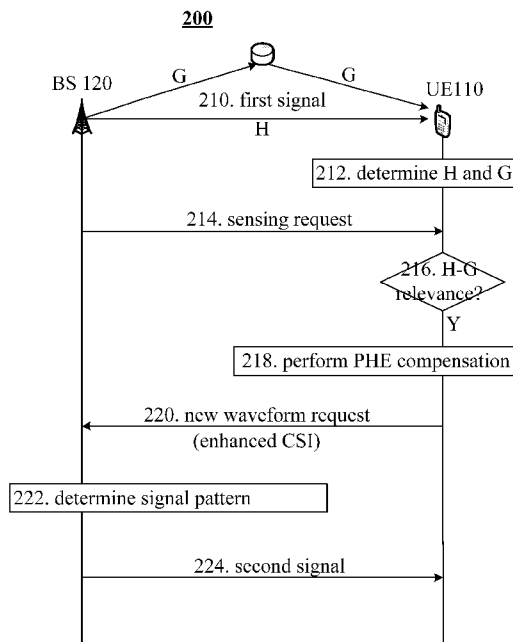 200
BS 120
G
G
UE110
210. first signal
H
212. determine H and G
214. sensing request
216. H-G
relevance?
Y
218. perform PHE compensation
220. new waveform request
(enhanced CSI)
222. determine signal pattern
224. second signal